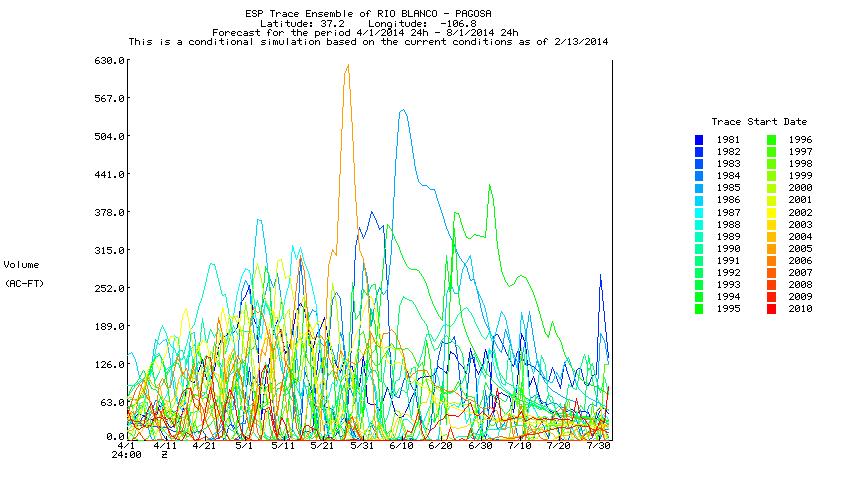 ESP Trace Ensemble of RIO BLANCO - PAGOSA
Latitude: 37.2 Longitude: -106.8
Forecast for the period 4/1/2014 24h - 8/1/2014 24h
This is a conditional simulation based on the current conditions as of 2/13/2014
630.0
567.0
504.0
441.0
378.0
315.0
252.0
189.0
126.0
63.0
0.0
Volume
(AC-FT)
4/1 4/11 4/21 5/1 5/11 5/21 5/31 6/10 6/20 6/30 7/10 7/20 7/30
24:00 Z
Trace Start Date
1981 1996
1982 1997
1983 1998
1984 1999
1985 2000
1986 2001
1987 2002
1988 2003
1989 2004
1990 2005
1991 2006
1992 2007
1993 2008
1994 2009
1995 2010